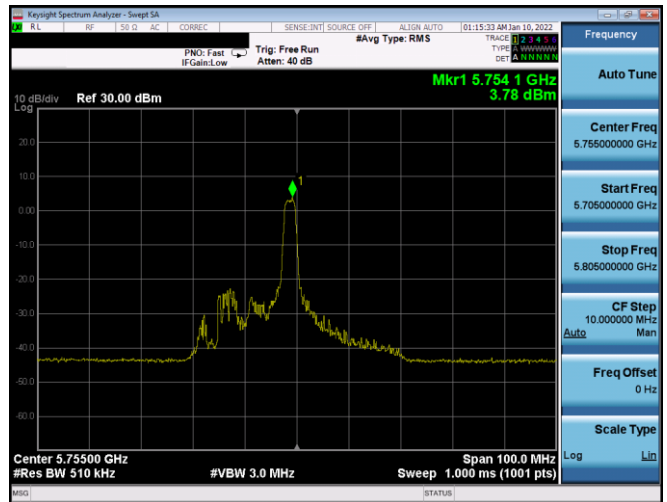 Keysight Spectrum Analyzer - Swept SA
RL RF 50 Ω AC CORREC SENSE:INT SOURCE OFF ALIGN AUTO 01:15:33 AM Jan 10, 2022
#Avg Type: RMS
TRACE 1 2 3 4 5 6
PNO: Fast Trig: Free Run
TYPE A WWWWW
IFGain:Low Atten: 40 dB
DET A N N N N N
Mkr1 5.754 1 GHz
3.78 dBm
10 dB/div Ref 30.00 dBm
Log
20.0
10.0
0.00
-10.0
-20.0
-30.0
-40.0
-50.0
-60.0
1
Center 5.75500 GHz Span 100.0 MHz
#Res BW 510 kHz #VBW 3.0 MHz Sweep 1.000 ms (1001 pts)
MSG STATUS
Frequency
Auto Tune
Center Freq
5.755000000 GHz
Start Freq
5.705000000 GHz
Stop Freq
5.805000000 GHz
CF Step
10.000000 MHz
Auto Man
Freq Offset
0 Hz
Scale Type
Log Lin